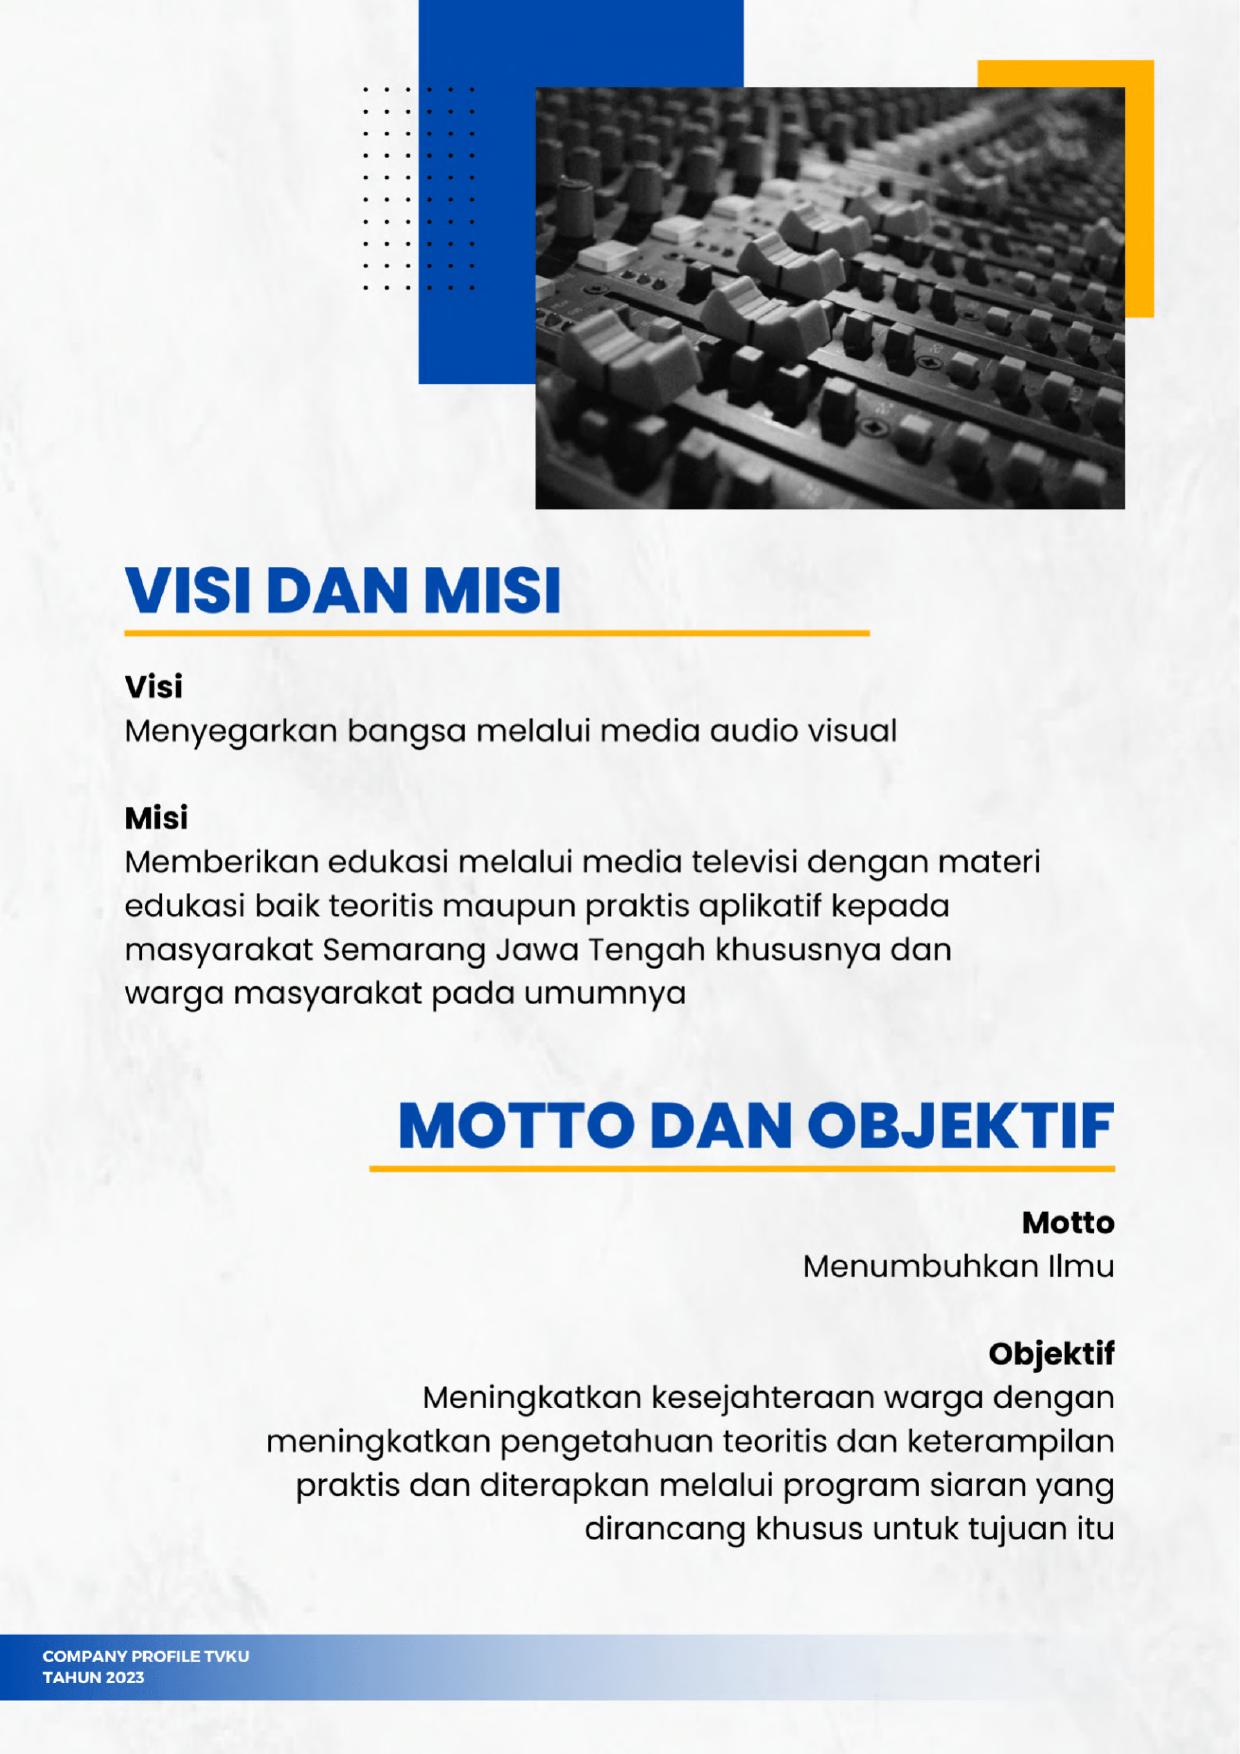 VISI DAN MISI
Visi
Menyegarkan bangsa melalui media audio visual
Misi
Memberikan edukasi melalui media televisi dengan materi
edukasi baik teoritis maupun praktis aplikatif kepada
masyarakat Semarang Jawa Tengah khususnya dan
warga masyarakat pada umumnya
MOTTO DAN OBJEKTIF
Motto
Menumbuhkan Ilmu
Objektif
Meningkatkan kesejahteraan warga dengan
meningkatkan pengetahuan teoritis dan keterampilan
praktis dan diterapkan melalui program siaran yang
dirancang khusus untuk tujuan itu
COMPANY PROFILE TVKU
TAHUN 2023